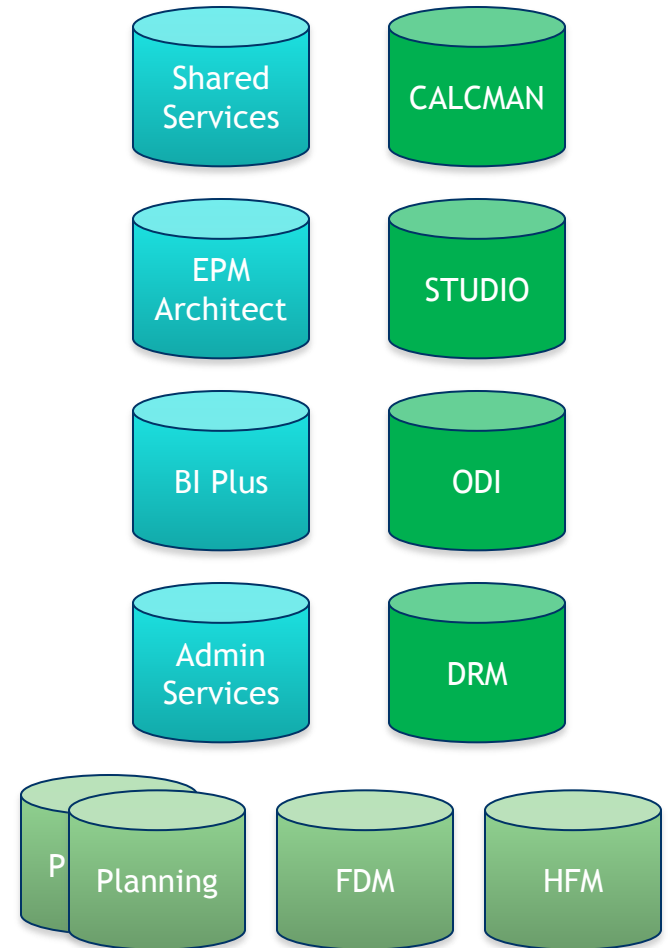 Shared
Services
CALCMAN
EPM
Architect
STUDIO
BI Plus
ODI
Admin
Services
DRM
P
Planning
FDM
HFM